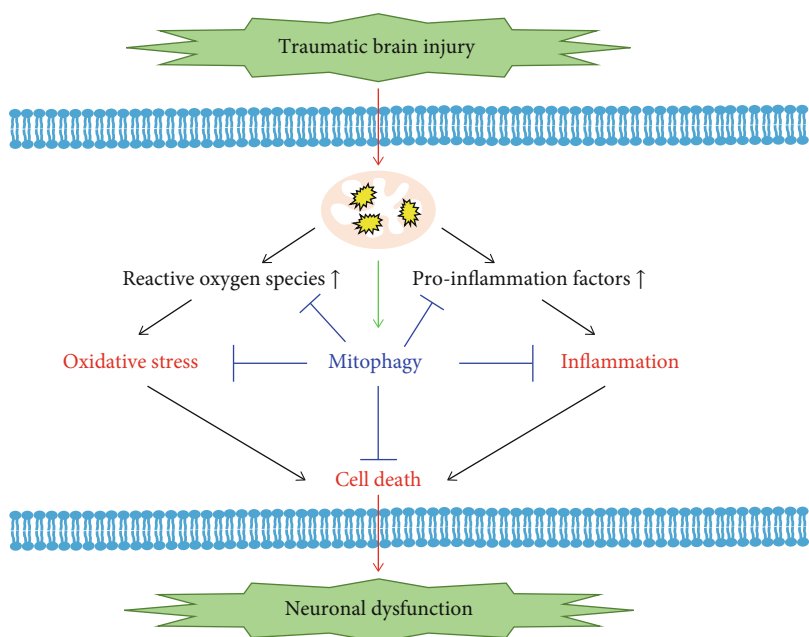 Traumatic brain injury
Reactive oxygen species ↑
Pro-inflammation factors ↑
Oxidative stress
Mitophagy
Inflammation
Cell death
Neuronal dysfunction